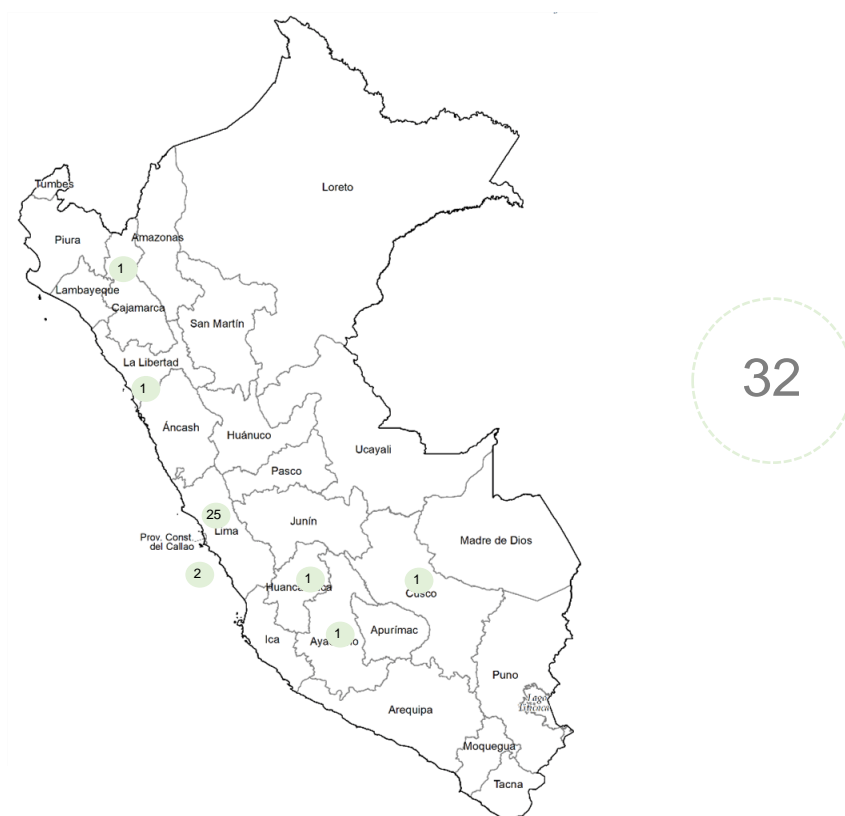 Loreto
Tumbes
Piura
Amazonas
1
Lambayeque
Cajamarca
San Martín
32
La Libertad
1
Áncash
Huánuco
Ucayali
Pasco
25
Lima
Junín
Prov. Const.
del Callao
Madre de Dios
2
1
1
Cusco
Apurímac
1
Ica
Puno
Lago
Titicaca
Arequipa
Moquegua
Tacna